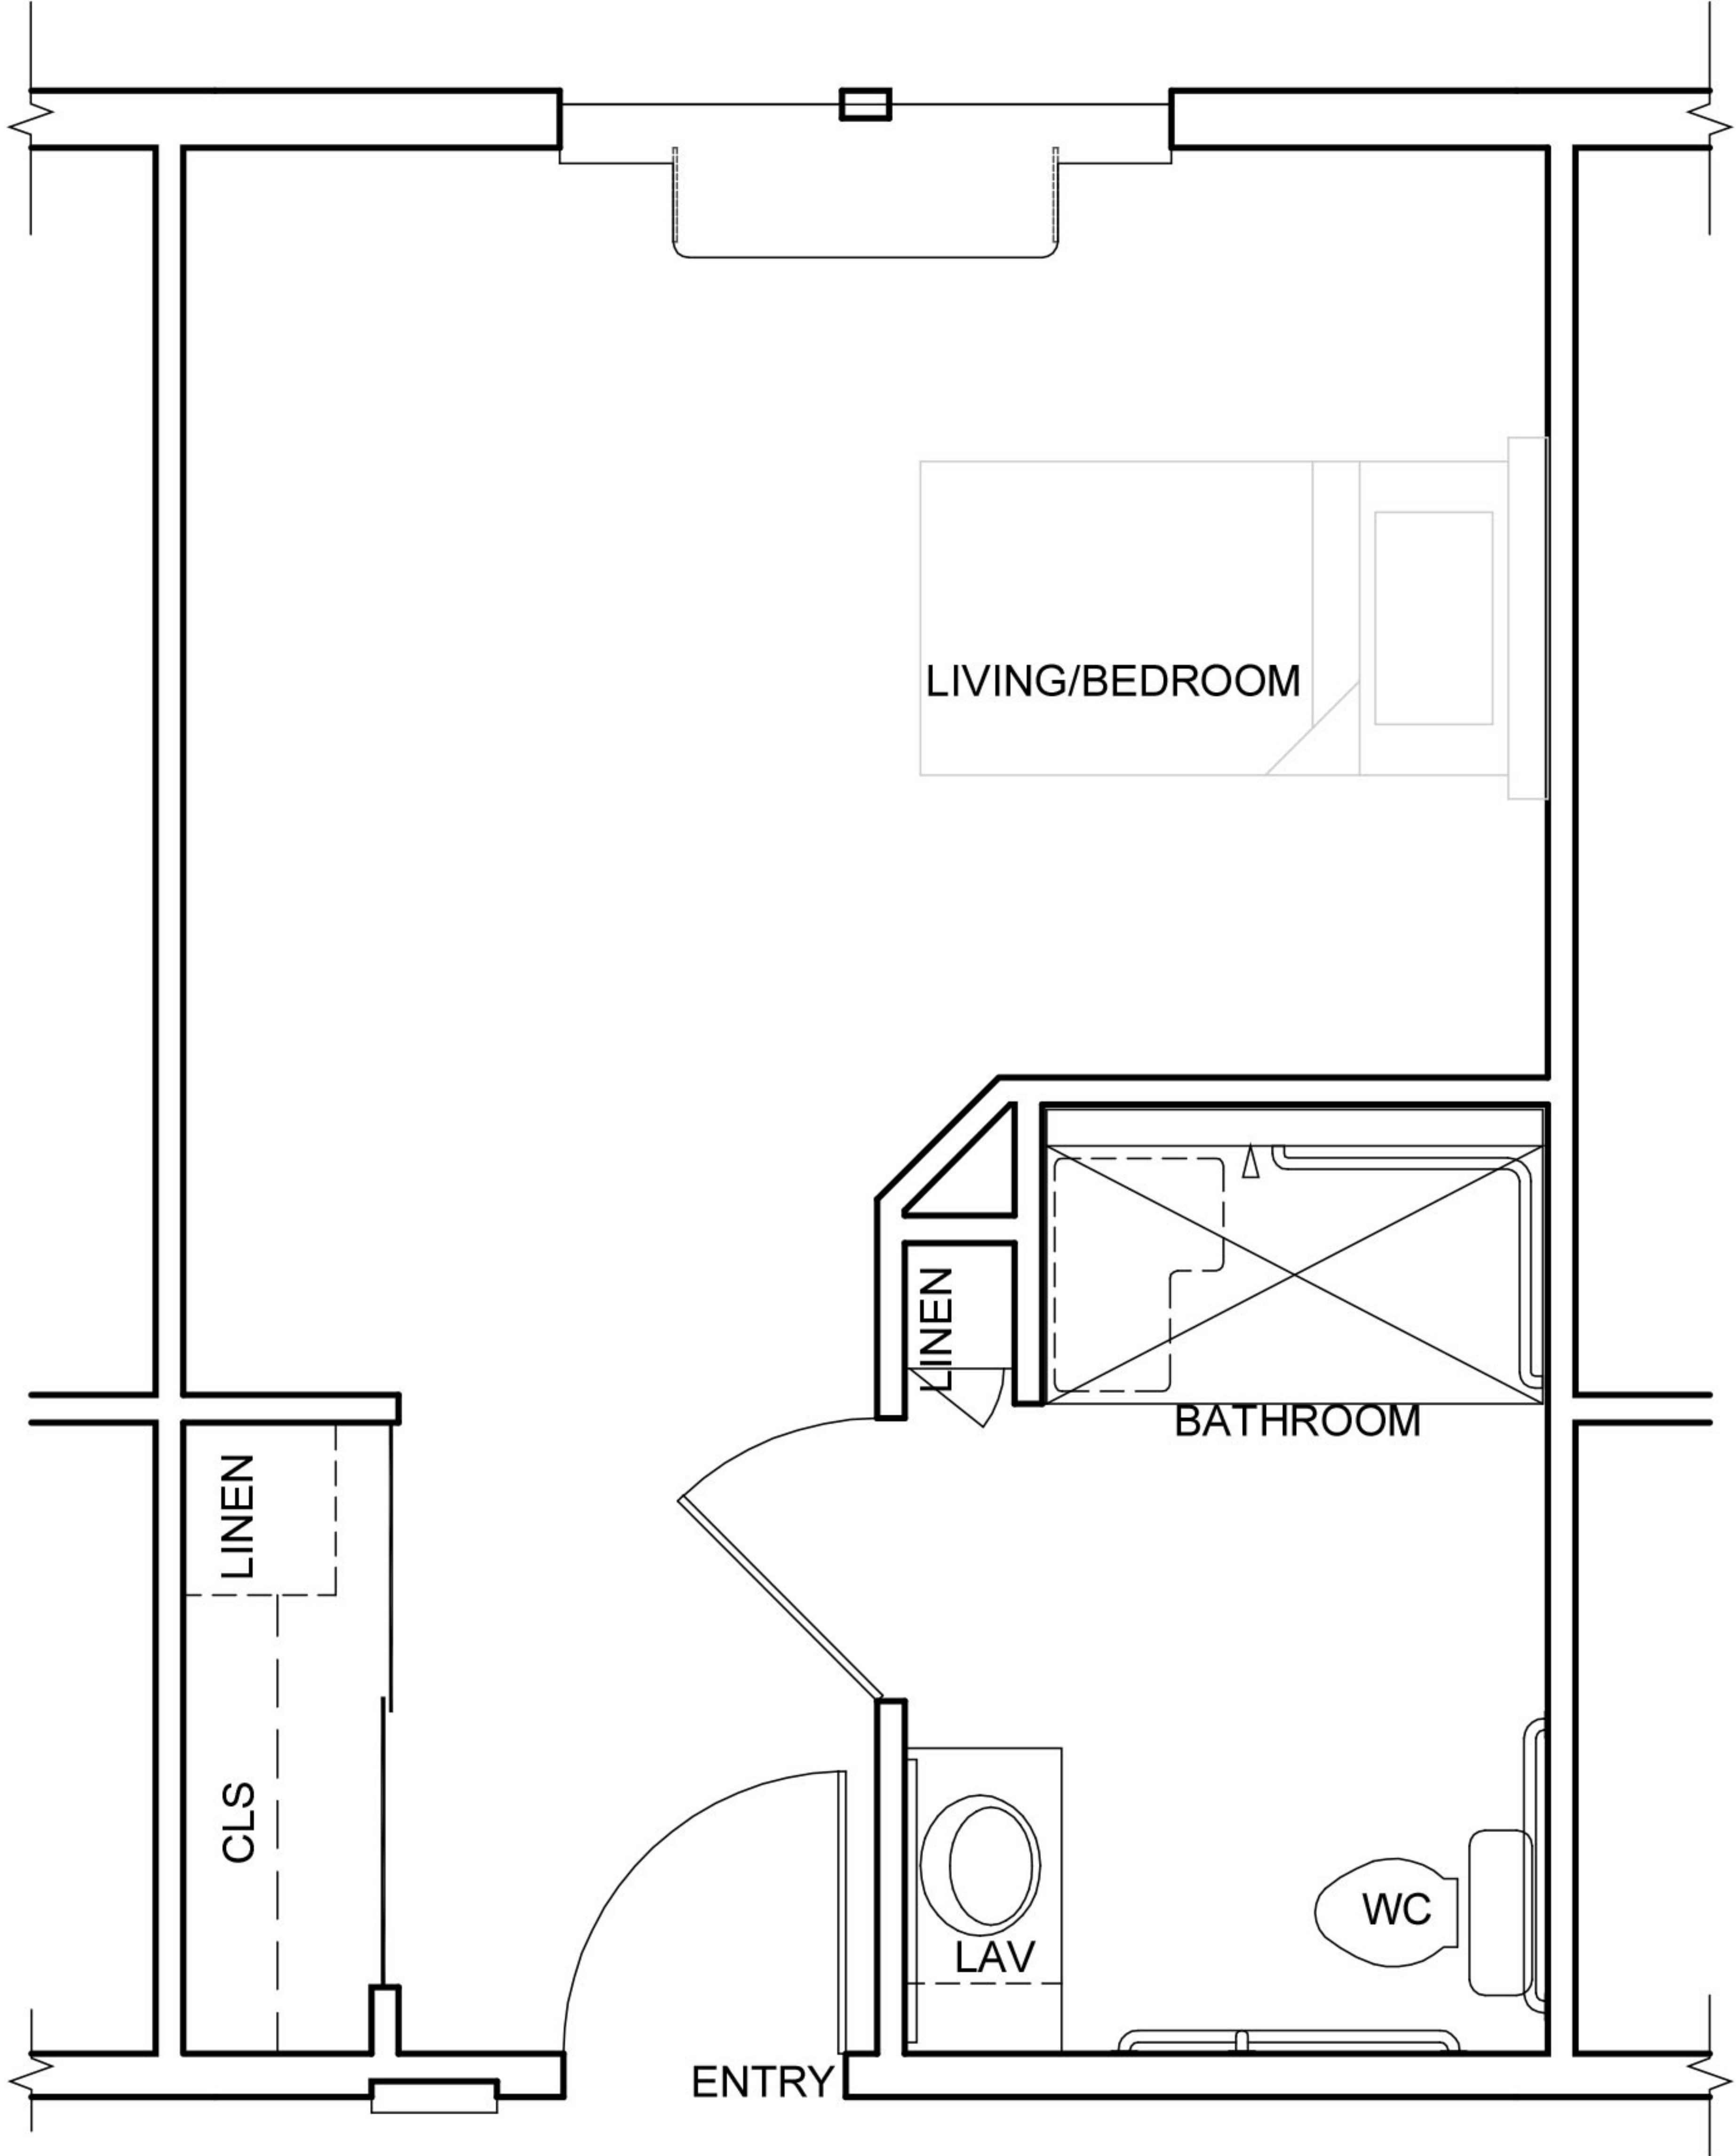 LIVING/BEDROOM
LINEN
BATHROOM
LINEN
CLS
WC
LAV
ENTRY